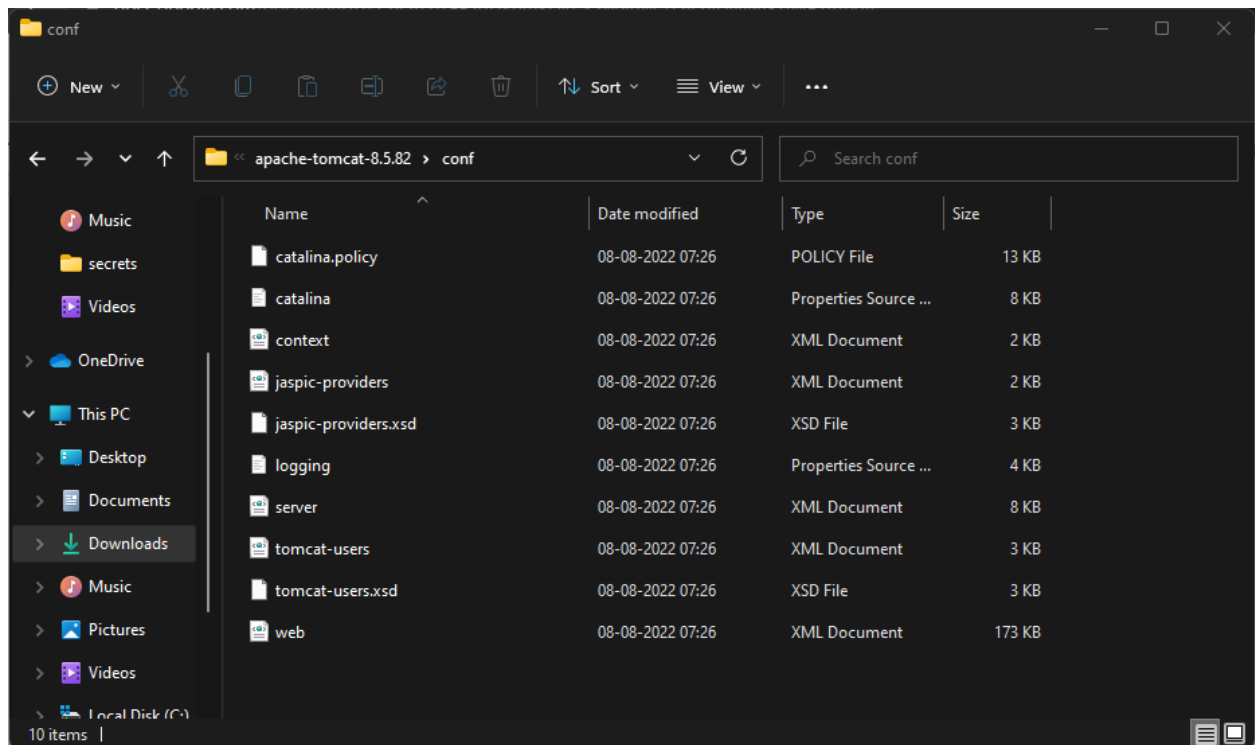 conf
New Sort View
apache-tomcat-8.5.82 > conf Search conf
Music
secrets
Videos
OneDrive
This PC
Desktop
Documents
Downloads
Music
Pictures
Videos
Local Disk (C:)
Name Date modified Type Size
catalina.policy 08-08-2022 07:26 POLICY File 13 KB
catalina 08-08-2022 07:26 Properties Source ... 8 KB
context 08-08-2022 07:26 XML Document 2 KB
jaspic-providers 08-08-2022 07:26 XML Document 2 KB
jaspic-providers.xsd 08-08-2022 07:26 XSD File 3 KB
logging 08-08-2022 07:26 Properties Source ... 4 KB
server 08-08-2022 07:26 XML Document 8 KB
tomcat-users 08-08-2022 07:26 XML Document 3 KB
tomcat-users.xsd 08-08-2022 07:26 XSD File 3 KB
web 08-08-2022 07:26 XML Document 173 KB
10 items